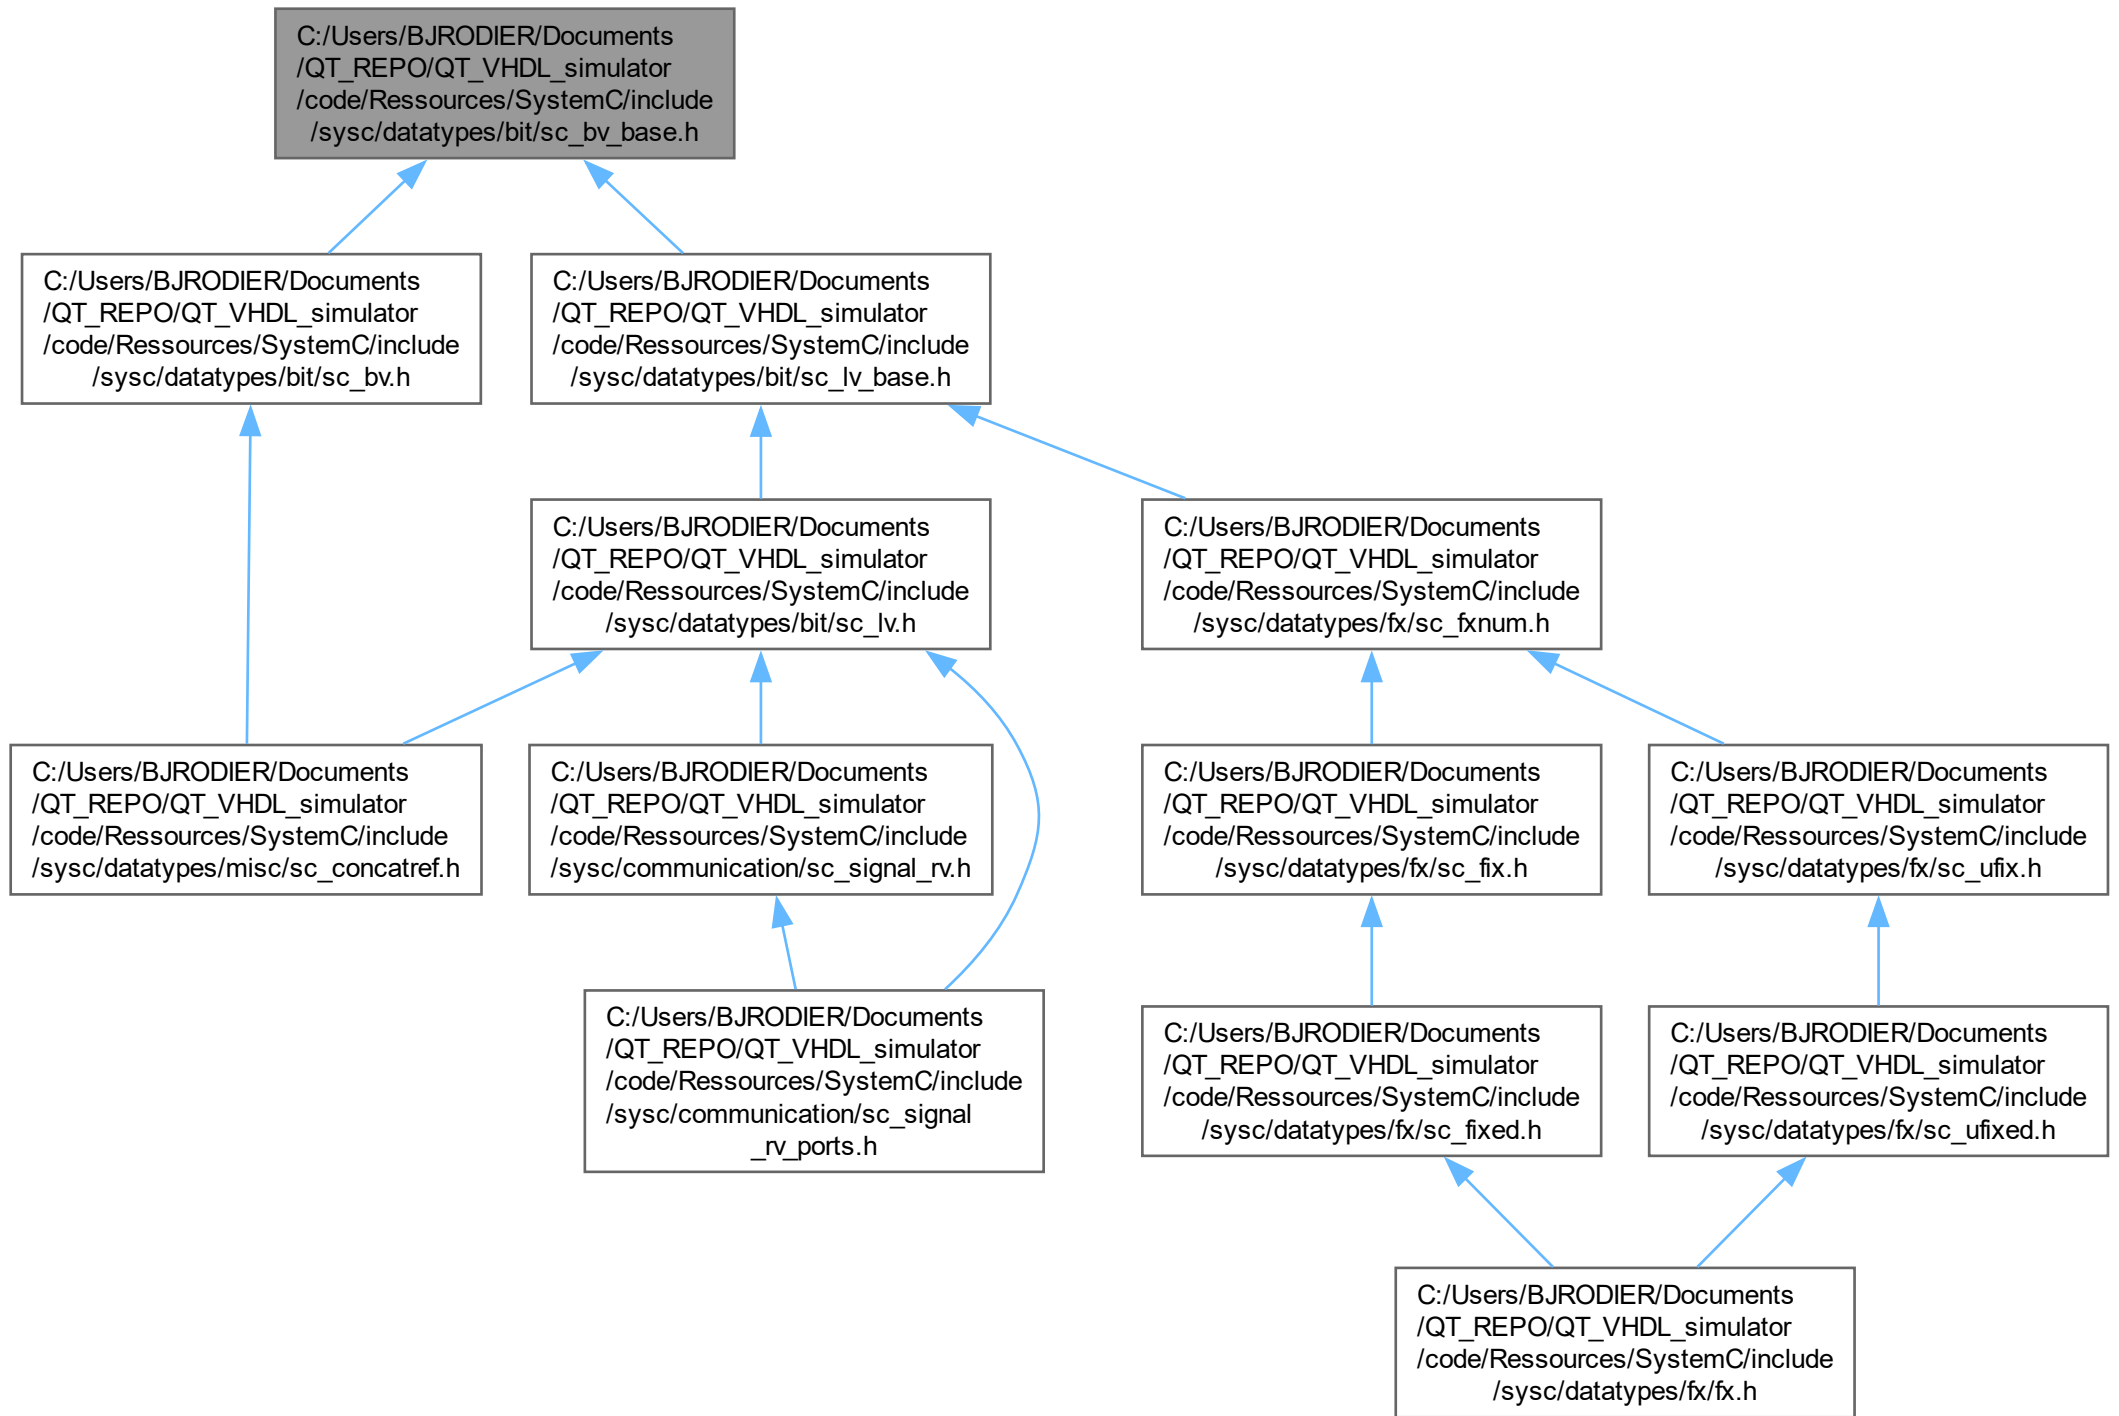 C:/Users/BJRODIER/Documents
/QT_REPO/QT_VHDL_simulator
/code/Ressources/SystemC/include
/sysc/datatypes/bit/sc_bv_base.h
C:/Users/BJRODIER/Documents
/QT_REPO/QT_VHDL_simulator
/code/Ressources/SystemC/include
/sysc/datatypes/bit/sc_bv.h
C:/Users/BJRODIER/Documents
/QT_REPO/QT_VHDL_simulator
/code/Ressources/SystemC/include
/sysc/datatypes/bit/sc_lv_base.h
C:/Users/BJRODIER/Documents
/QT_REPO/QT_VHDL_simulator
/code/Ressources/SystemC/include
/sysc/datatypes/bit/sc_lv.h
C:/Users/BJRODIER/Documents
/QT_REPO/QT_VHDL_simulator
/code/Ressources/SystemC/include
/sysc/datatypes/fx/sc_fxnum.h
C:/Users/BJRODIER/Documents
/QT_REPO/QT_VHDL_simulator
/code/Ressources/SystemC/include
/sysc/datatypes/misc/sc_concatref.h
C:/Users/BJRODIER/Documents
/QT_REPO/QT_VHDL_simulator
/code/Ressources/SystemC/include
/sysc/communication/sc_signal_rv.h
C:/Users/BJRODIER/Documents
/QT_REPO/QT_VHDL_simulator
/code/Ressources/SystemC/include
/sysc/datatypes/fx/sc_fix.h
C:/Users/BJRODIER/Documents
/QT_REPO/QT_VHDL_simulator
/code/Ressources/SystemC/include
/sysc/datatypes/fx/sc_ufix.h
C:/Users/BJRODIER/Documents
/QT_REPO/QT_VHDL_simulator
/code/Ressources/SystemC/include
/sysc/communication/sc_signal
_rv_ports.h
C:/Users/BJRODIER/Documents
/QT_REPO/QT_VHDL_simulator
/code/Ressources/SystemC/include
/sysc/datatypes/fx/sc_fixed.h
C:/Users/BJRODIER/Documents
/QT_REPO/QT_VHDL_simulator
/code/Ressources/SystemC/include
/sysc/datatypes/fx/sc_ufixed.h
C:/Users/BJRODIER/Documents
/QT_REPO/QT_VHDL_simulator
/code/Ressources/SystemC/include
/sysc/datatypes/fx/fx.h